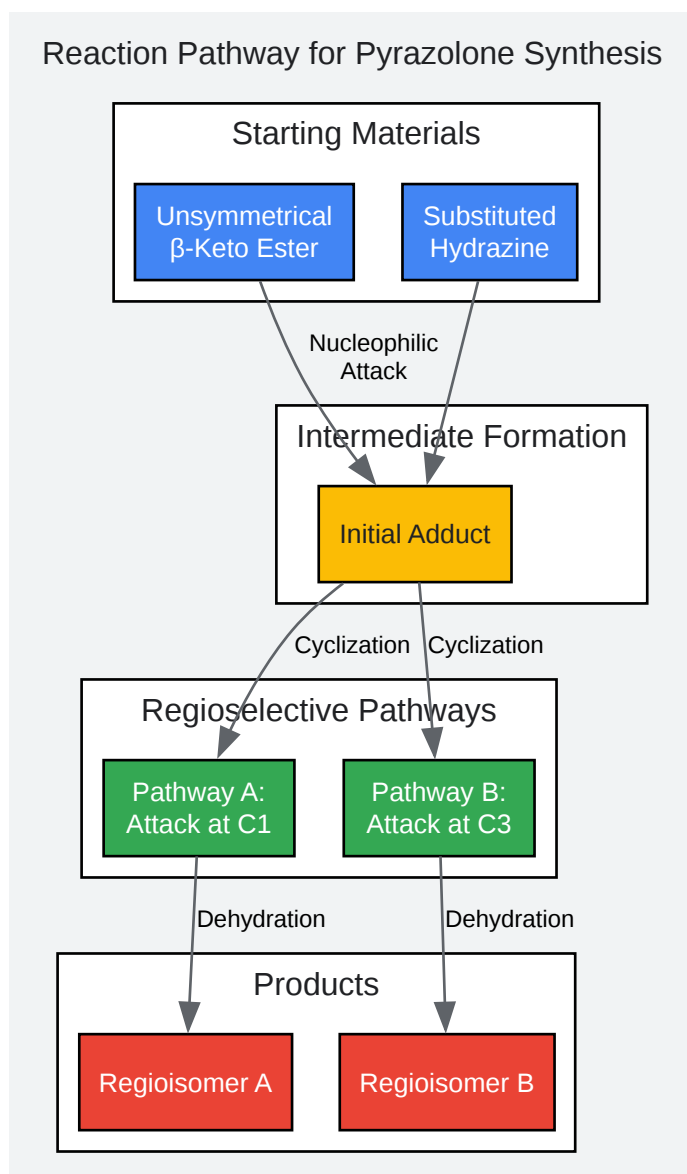 Reaction Pathway for Pyrazolone Synthesis
Starting Materials
Unsymmetrical
β-Keto Ester
Substituted
Hydrazine
Nucleophilic
Attack
Intermediate Formation
Initial Adduct
Cyclization
Cyclization
Regioselective Pathways
Pathway A:
Attack at C1
Pathway B:
Attack at C3
Dehydration
Dehydration
Products
Regioisomer A
Regioisomer B